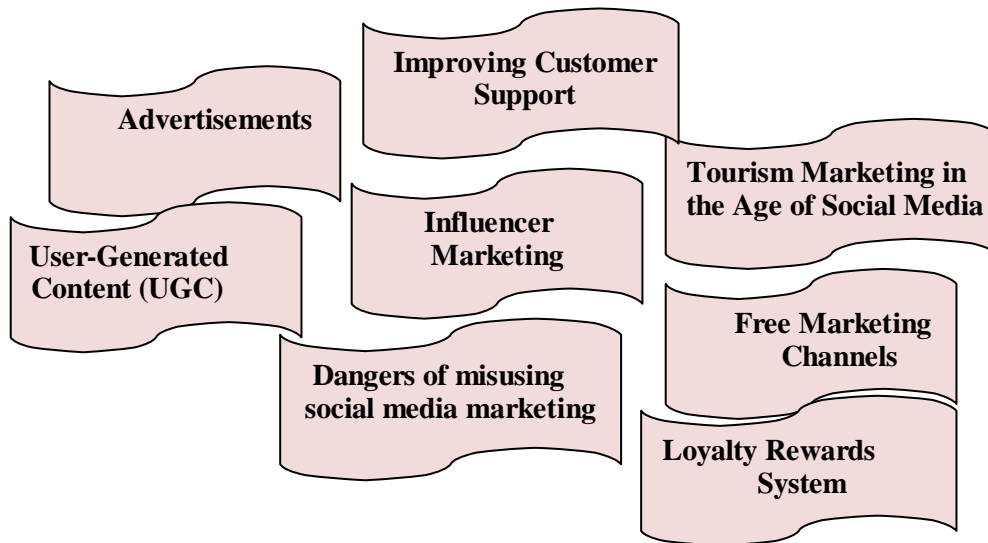 Improving Customer
Support
Advertisements
Tourism Marketing in
the Age of Social Media
Influencer
Marketing
User-Generated
Content (UGC)
Free Marketing
Channels
Dangers of misusing
social media marketing
Loyalty Rewards
System